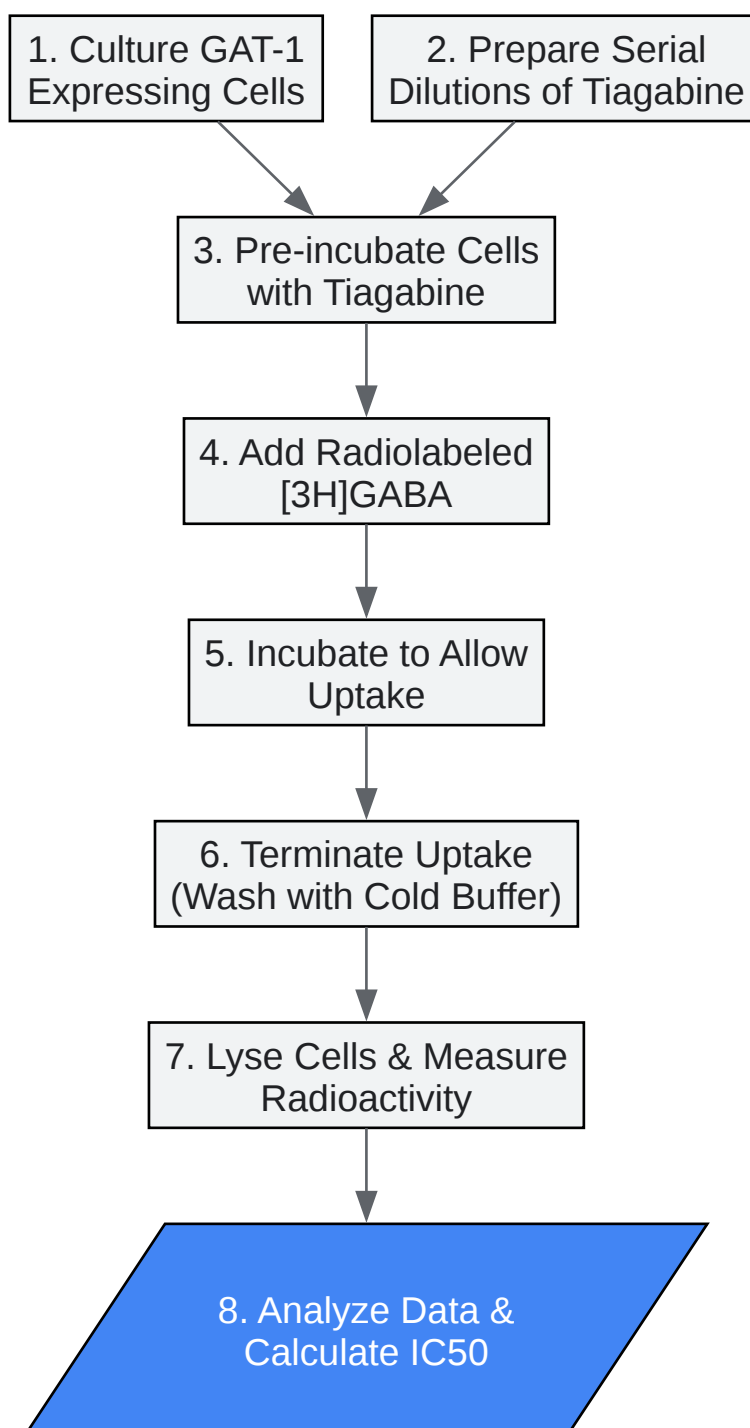 1. Culture GAT-1
Expressing Cells
2. Prepare Serial
Dilutions of Tiagabine
3. Pre-incubate Cells
with Tiagabine
4. Add Radiolabeled
[3H]GABA
5. Incubate to Allow
Uptake
6. Terminate Uptake
(Wash with Cold Buffer)
7. Lyse Cells & Measure
Radioactivity
8. Analyze Data &
Calculate IC50